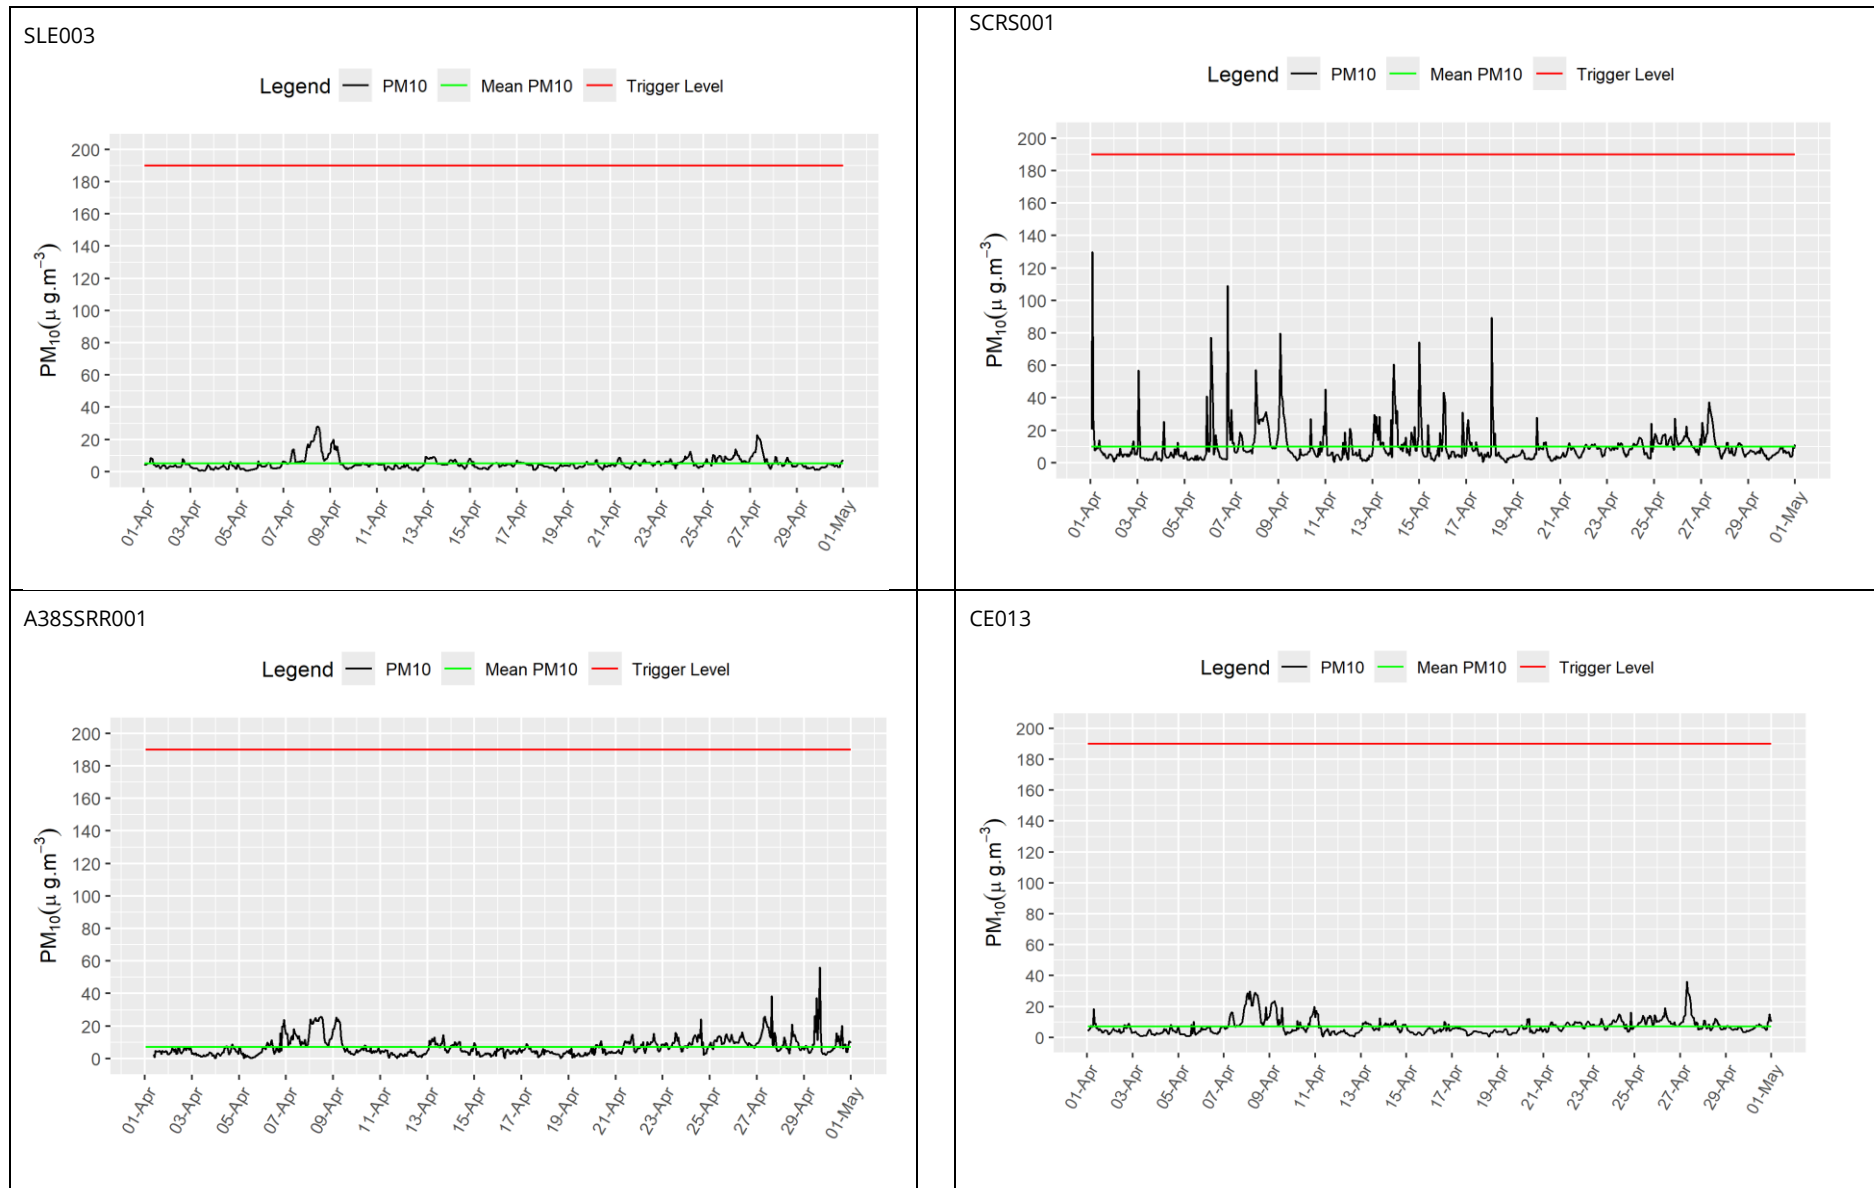 SLE003
Legend PM10 Mean PM10 Trigger Level
PM10(μ g.m−3)
200
180
160
140
120
100
80
60
40
20
0
01-Apr 03-Apr 05-Apr 07-Apr 09-Apr 11-Apr 13-Apr 15-Apr 17-Apr 19-Apr 21-Apr 23-Apr 25-Apr 27-Apr 29-Apr 01-May
SCRS001
Legend PM10 Mean PM10 Trigger Level
PM10(μ g.m−3)
200
180
160
140
120
100
80
60
40
20
0
01-Apr 03-Apr 05-Apr 07-Apr 09-Apr 11-Apr 13-Apr 15-Apr 17-Apr 19-Apr 21-Apr 23-Apr 25-Apr 27-Apr 29-Apr 01-May
A38SSRR001
Legend PM10 Mean PM10 Trigger Level
PM10(μ g.m−3)
200
180
160
140
120
100
80
60
40
20
0
01-Apr 03-Apr 05-Apr 07-Apr 09-Apr 11-Apr 13-Apr 15-Apr 17-Apr 19-Apr 21-Apr 23-Apr 25-Apr 27-Apr 29-Apr 01-May
CE013
Legend PM10 Mean PM10 Trigger Level
PM10(μ g.m−3)
200
180
160
140
120
100
80
60
40
20
0
01-Apr 03-Apr 05-Apr 07-Apr 09-Apr 11-Apr 13-Apr 15-Apr 17-Apr 19-Apr 21-Apr 23-Apr 25-Apr 27-Apr 29-Apr 01-May